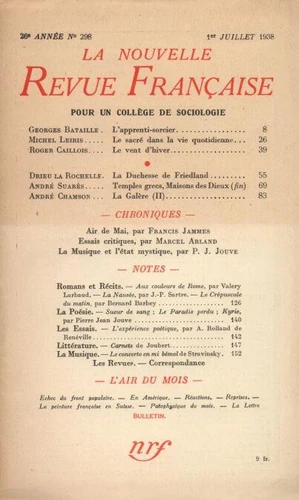 26e ANNÉE No 298 1er JUILLET 1938
LA NOUVELLE
REVUE FRANÇAISE
POUR UN COLLÈGE DE SOCIOLOGIE
GEORGES BATAILLE . L'apprenti-sorcier 8
MICHEL LEIRIS Le sacré dans la vie quotidienne 26
ROGER CAILLOIS Le vent d'hiver 39
DRIEU LA ROCHELLE. La Duchesse de Friedland 55
ANDRÉ SUARÈS Temples grecs, Maisons des Dieux (fin) 69
ANDRÉ CHAMSON La Galère (II) 83
— CHRONIQUES —
Air de Mai, par FRANCIS JAMMES
Essais critiques, par MARCEL ARLAND
La Musique et l'état mystique, par P. J. JOUVE
— NOTES —
Romans et Récits. — Aux couleurs de Rome, par Valery
Larbaud. — La Nausée, par J.-P. Sartre. — Le Crépuscule
du matin, par Bernard Barbey 126
La Poésie. — Sueur de sang ; Le Paradis perdu ; Kyrie,
par Pierre Jean Jouve 140
Les Essais. — L'expérience poétique, par A. Rolland de
Renéville 142
Littérature. — Carnets de Joubert 147
La Musique. — Le concerto en mi bémol de Stravinsky. 152
Les Revues. — Correspondance
— L'AIR DU MOIS —
Echec du front populaire. — En Amérique. — Réactions. — Reprises. —
La peinture française en Suisse. — Pataphysique du mois. — La Lettre
BULLETIN.
nrf
9 fr.